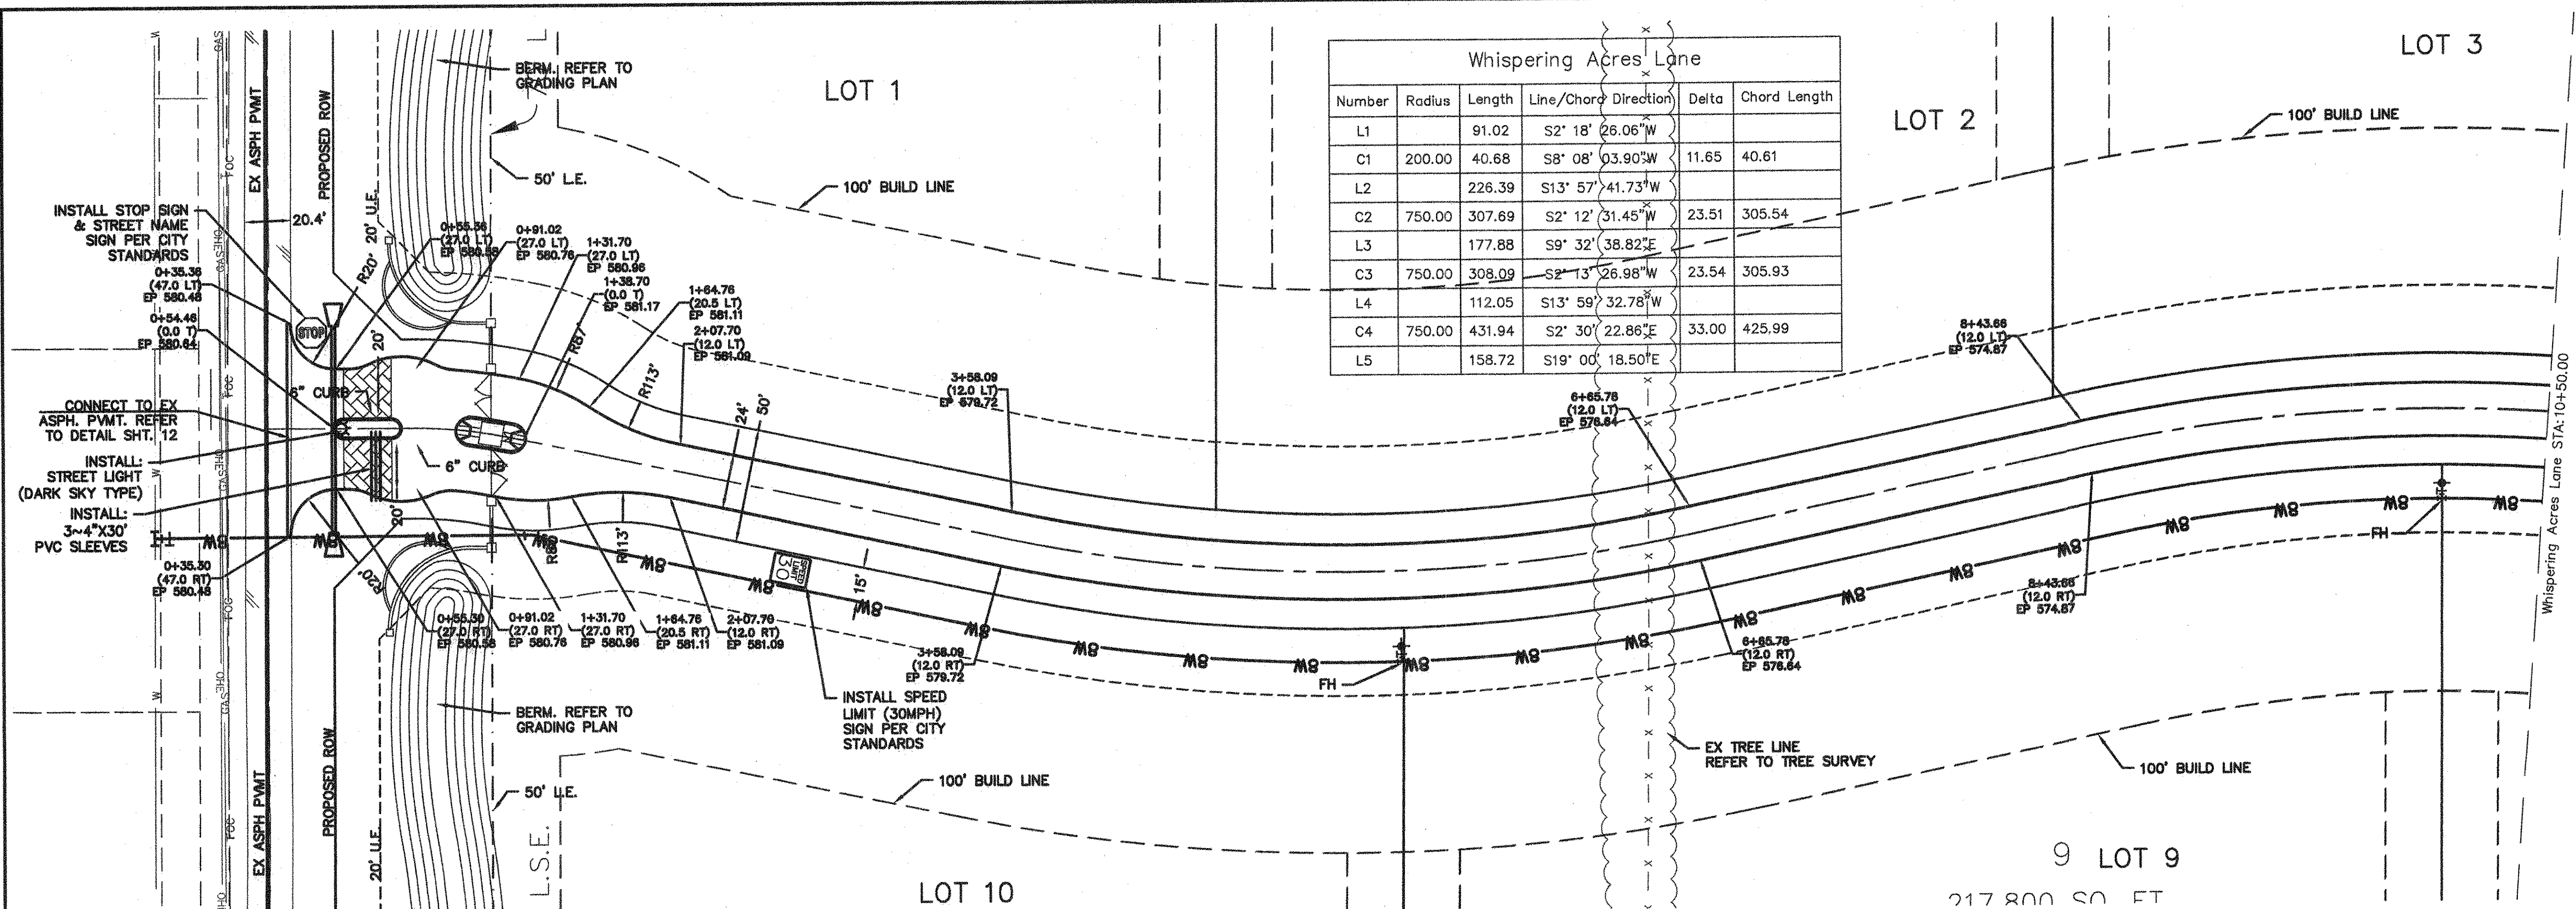 Whispering Acres Lane
Number Radius Length Line/Chord Direction Delta Chord Length
L1 91.02 S2° 18' 26.06"W
C1 200.00 40.68 S8° 08' 03.90"W 11.65 40.61
L2 226.39 S13° 57' 41.73"W
C2 750.00 307.69 S2° 12' 31.45"W 23.51 305.54
L3 177.88 S9° 32' 38.82"E
C3 750.00 308.09 S2° 13' 26.98"W 23.54 305.93
L4 112.05 S13° 59' 32.78"W
C4 750.00 431.94 S2° 30' 22.86"E 33.00 425.99
L5 158.72 S19° 00' 18.50"E
LOT 1
LOT 2
LOT 3
100' BUILD LINE
100' BUILD LINE
BERM. REFER TO
GRADING PLAN
50' L.E.
EX ASPH PVMT
PROPOSED ROW
20' U.E.
20.4'
GAS
FOC
OHE
W
INSTALL STOP SIGN
& STREET NAME
SIGN PER CITY
STANDARDS
0+35.36
(47.0 LT)
EP 580.48
0+54.46
(0.0 T)
EP 580.64
CONNECT TO EX
ASPH. PVMT. REFER
TO DETAIL SHT. 12
INSTALL:
STREET LIGHT
(DARK SKY TYPE)
INSTALL:
3~4"X30'
PVC SLEEVES
0+35.30
(47.0 RT)
EP 580.48
STOP
R20'
20'
6" CURB
6" CURB
20'
R20'
0+55.36
(27.0 LT)
EP 580.58
0+91.02
(27.0 LT)
EP 580.76
1+31.70
(27.0 LT)
EP 580.96
1+38.70
(0.0 T)
EP 581.17
1+64.76
(20.5 LT)
EP 581.11
2+07.70
(12.0 LT)
EP 581.09
R87'
R113'
24'
50'
3+58.09
(12.0 LT)
EP 579.72
6+65.78
(12.0 LT)
EP 576.64
8+43.66
(12.0 LT)
EP 574.87
Whispering Acres Lane STA:10+50.00
R113'
0+55.30
(27.0 RT)
EP 580.58
0+91.02
(27.0 RT)
EP 580.76
1+31.70
(27.0 RT)
EP 580.96
1+64.76
(20.5 RT)
EP 581.11
2+07.70
(12.0 RT)
EP 581.09
SPEED
LIMIT
30
15'
8W
3+58.09
(12.0 RT)
EP 579.72
6+65.78
(12.0 RT)
EP 576.64
8+43.66
(12.0 RT)
EP 574.87
FH
FH
INSTALL SPEED
LIMIT (30MPH)
SIGN PER CITY
STANDARDS
BERM. REFER TO
GRADING PLAN
50' L.E.
L.S.E.
EX ASPH PVMT
PROPOSED ROW
20' U.E.
100' BUILD LINE
EX TREE LINE
REFER TO TREE SURVEY
100' BUILD LINE
LOT 10
9 LOT 9
217,800 SQ. FT.